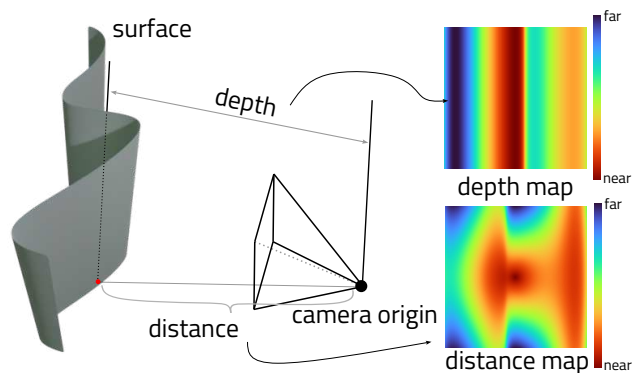 surface
depth
distance
camera origin
far
near
depth map
far
near
distance map